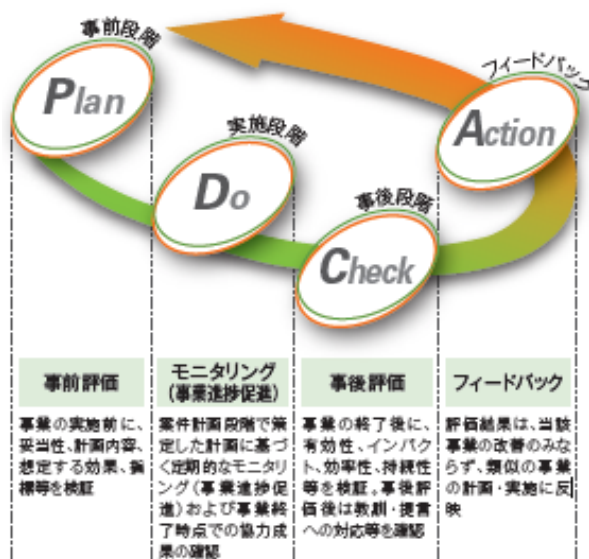 事前段階
Plan
実施段階
Do
事後段階
Check
フィードバック
Action
事前評価
事業の実施前に、
妥当性、計画内容、
想定する効果、指
標等を検証
モニタリング
（事業進捗促進）
案件計画段階で策
定した計画に基づ
く定期的なモニタリ
ング（事業進捗促
進）および事業終
了時点での協力成
果の確認
事後評価
事業の終了後に、
有効性、インパク
ト、効率性、持続性
等を検証。事後評
価後は教訓・提言
への対応等を確認
フィードバック
評価結果は、当該
事業の改善のみな
らず、類似の事業
の計画・実施に反
映